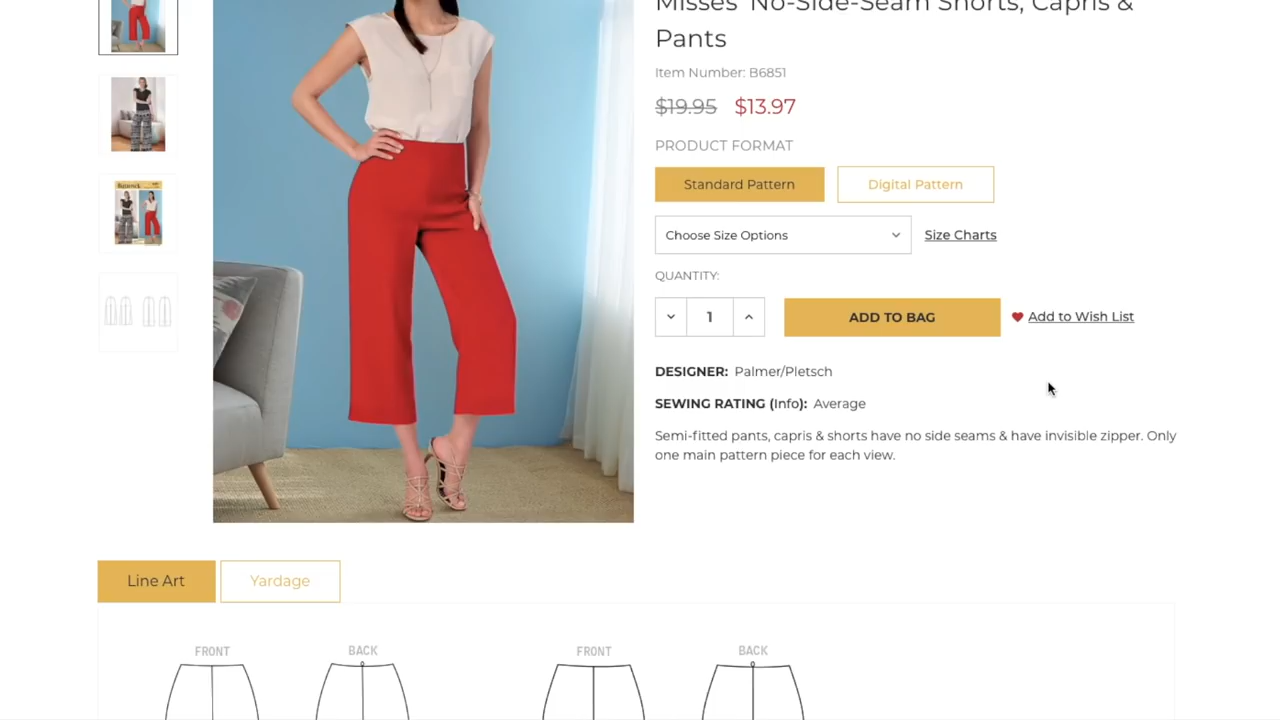 Misses' No-Side-Seam Shorts, Capris &
Pants
Item Number: B6851
$19.95 $13.97
PRODUCT FORMAT
Standard Pattern Digital Pattern
Choose Size Options Size Charts
QUANTITY:
1 ADD TO BAG Add to Wish List
DESIGNER: Palmer/Pletsch
SEWING RATING (Info): Average
Semi-fitted pants, capris & shorts have no side seams & have invisible zipper. Only
one main pattern piece for each view.
Butterick
Line Art Yardage
FRONT BACK FRONT BACK